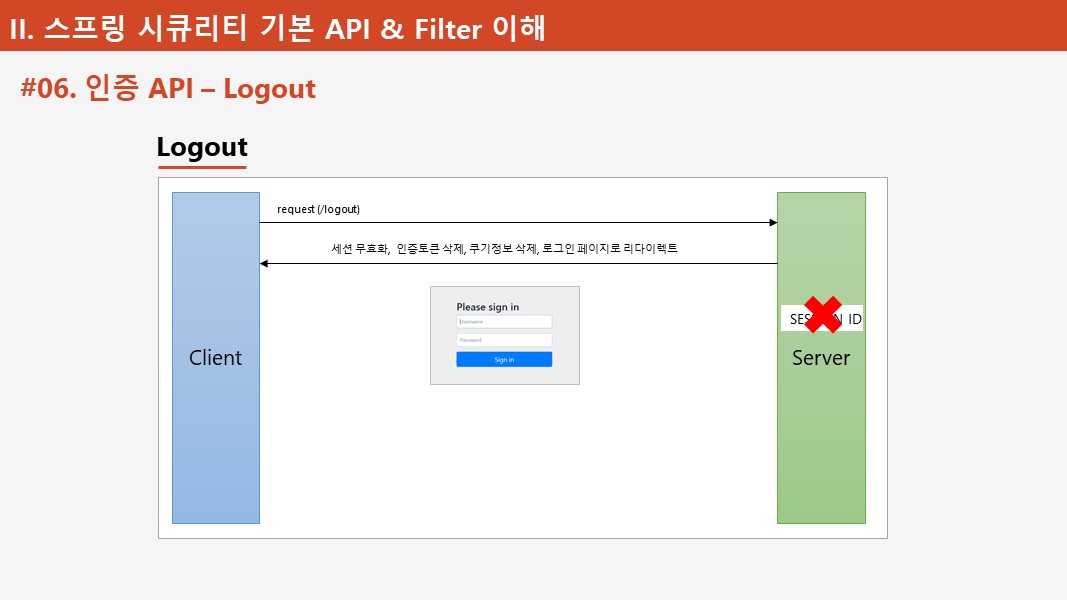 II. 스프링 시큐리티 기본 API & Filter 이해
#06. 인증 API – Logout
Logout
request (/logout)
세션 무효화, 인증토큰 삭제, 쿠기정보 삭제, 로그인 페이지로 리다이렉트
Please sign in
Username
Password
Sign in
ID
Client
Server